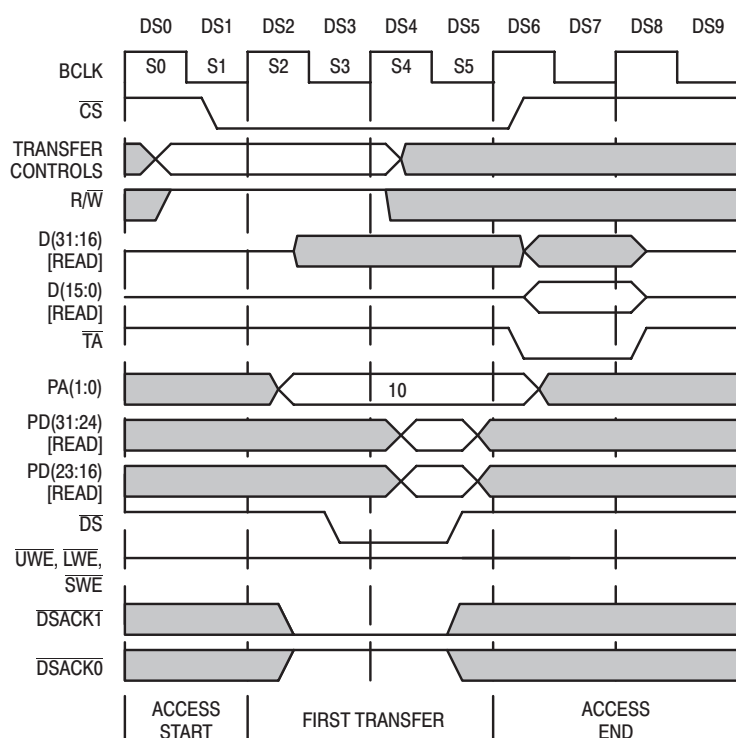 DS0 DS1 DS2 DS3 DS4 DS5 DS6 DS7 DS8 DS9
BCLK S0 S1 S2 S3 S4 S5
CS
TRANSFER
CONTROLS
R/W
D(31:16)
[READ]
D(15:0)
[READ]
TA
PA(1:0) 10
PD(31:24)
[READ]
PD(23:16)
[READ]
DS
UWE, LWE,
SWE
DSACK1
DSACK0
ACCESS
START
FIRST TRANSFER
ACCESS
END